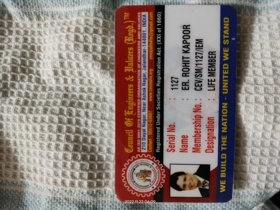 Council Of Engineers & Valuers (Regd.)™
Registered Under Societies Registration Act. (XXI of 1860)
Serial No. : 1127
Name : ER. ROHIT KAPOOR
Membership No. : CEV/SM/1127/IEM
Designation : LIFE MEMBER
WE BUILD THE NATION - UNITED WE STAND